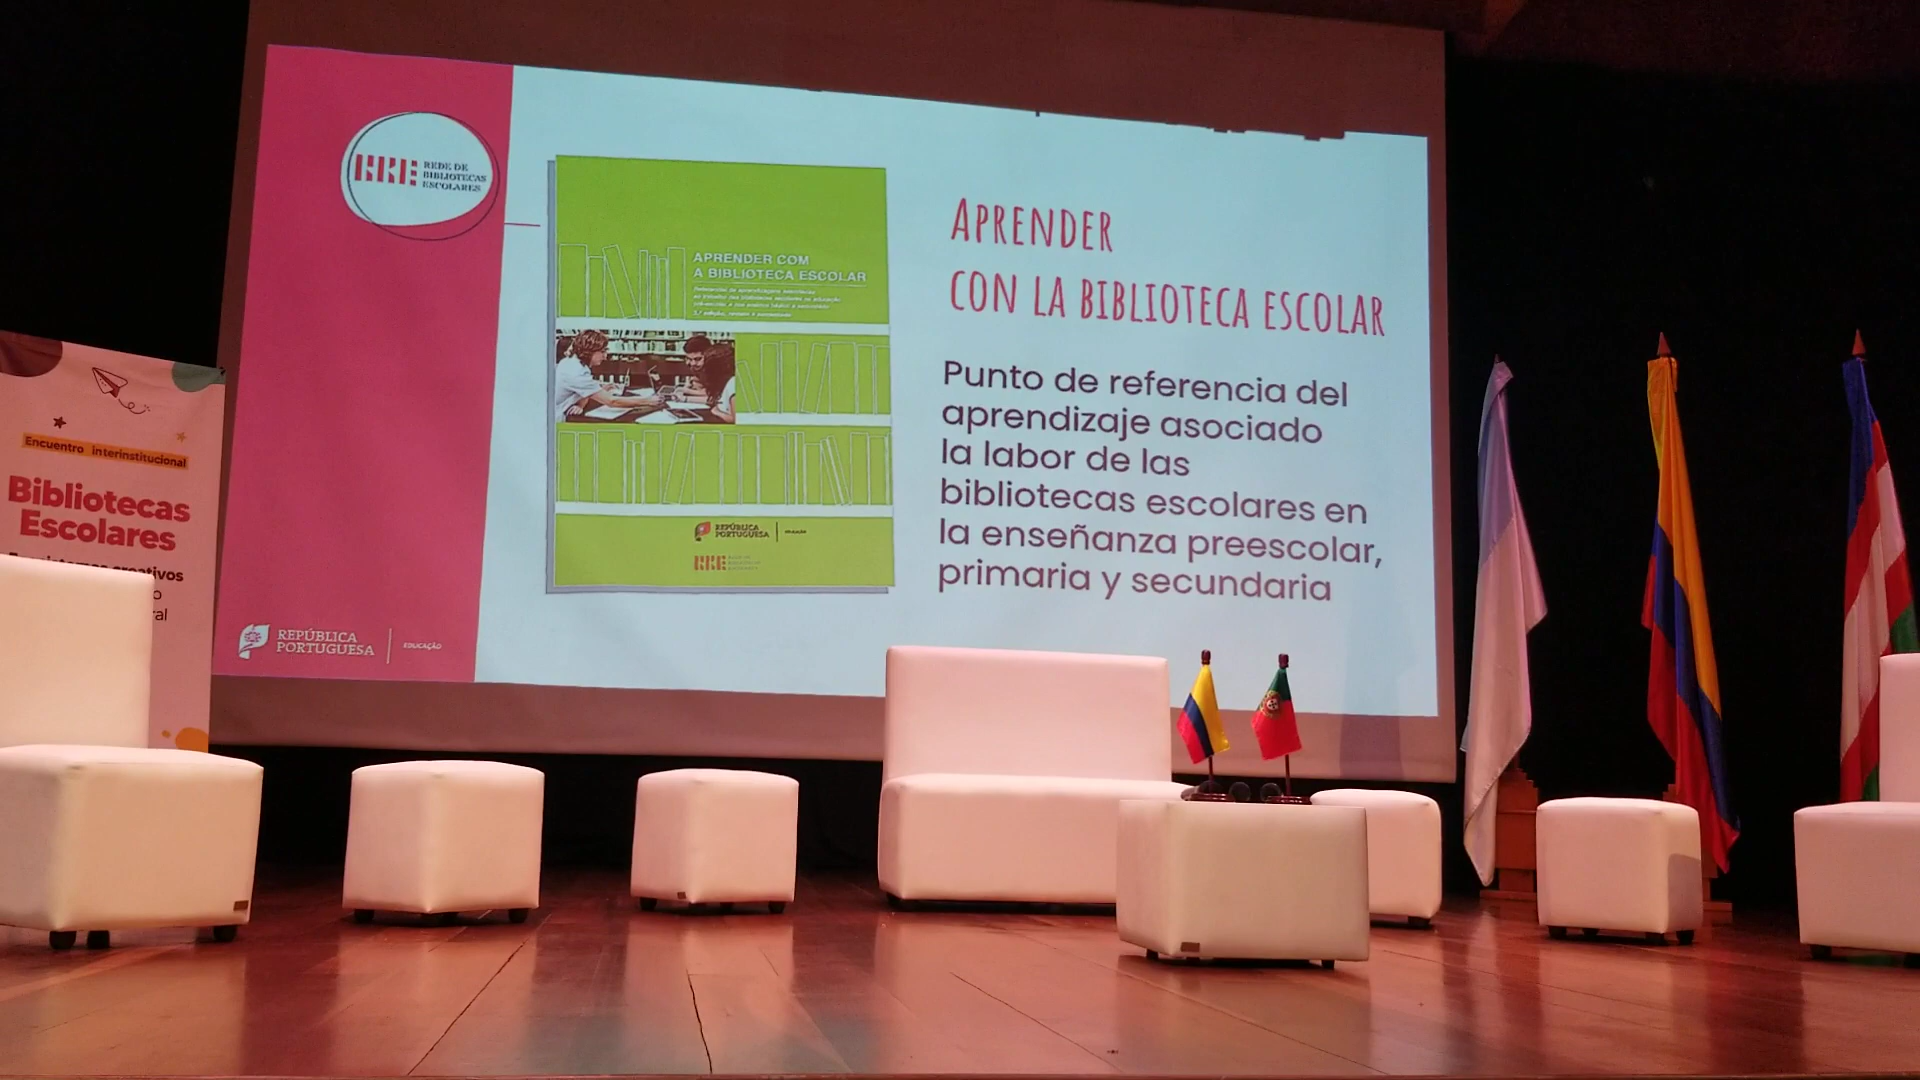 REDE DE
BIBLIOTECAS
ESCOLARES
APRENDER COM
A BIBLIOTECA ESCOLAR
REPÚBLICA
PORTUGUESA
APRENDER
CON LA BIBLIOTECA ESCOLAR
Punto de referencia del
aprendizaje asociado
la labor de las
bibliotecas escolares en
la enseñanza preescolar,
primaria y secundaria
REPÚBLICA
PORTUGUESA
EDUCAÇÃO
Encuentro interinstitucional
Bibliotecas
Escolares